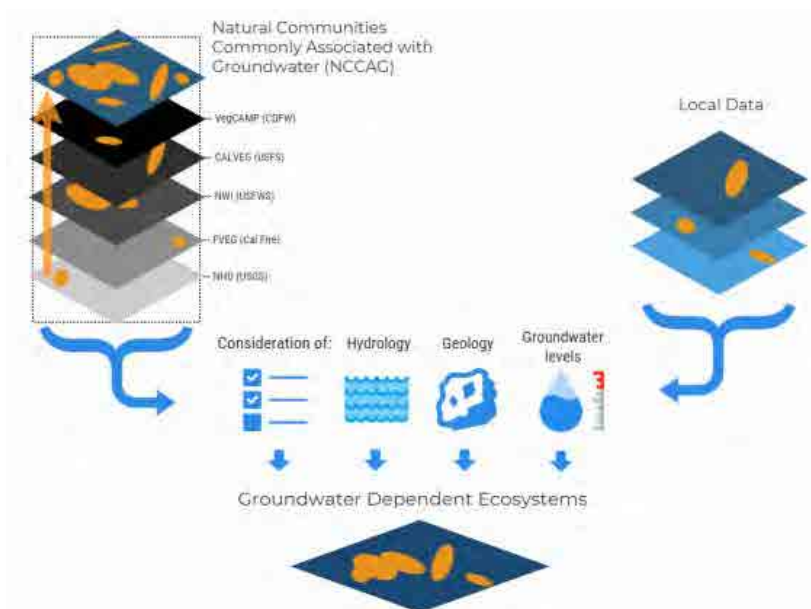 Natural Communities
Commonly Associated with
Groundwater (NCCAG)
VegCAMP (CDFW)
CALVEG (USFS)
NWI (USFWS)
FVEG (Cal Fire)
NHD (USGS)
Local Data
Consideration of:
Hydrology
Geology
Groundwater
levels
Groundwater Dependent Ecosystems